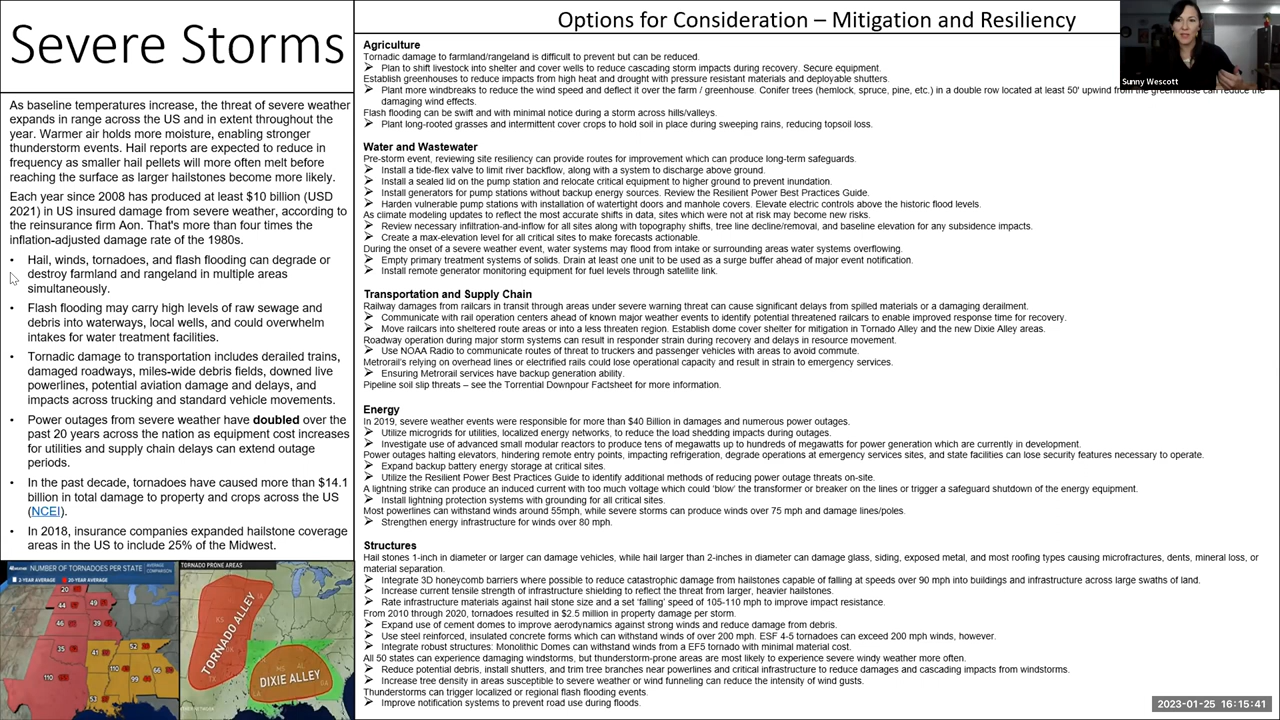 Severe Storms
As baseline temperatures increase, the threat of severe weather
expands in range across the US and in extent throughout the
year. Warmer air holds more moisture, enabling stronger
thunderstorm events. Hail reports are expected to reduce in
frequency as smaller hail pellets will more often melt before
reaching the surface as larger hailstones become more likely.
Each year since 2008 has produced at least $10 billion (USD
2021) in US insured damage from severe weather, according to
the reinsurance firm Aon. That's more than four times the
inflation-adjusted damage rate of the 1980s.
• Hail, winds, tornadoes, and flash flooding can degrade or
destroy farmland and rangeland in multiple areas
simultaneously.
• Flash flooding may carry high levels of raw sewage and
debris into waterways, local wells, and could overwhelm
intakes for water treatment facilities.
• Tornadic damage to transportation includes derailed trains,
damaged roadways, miles-wide debris fields, downed live
powerlines, potential aviation damage and delays, and
impacts across trucking and standard vehicle movements.
• Power outages from severe weather have doubled over the
past 20 years across the nation as equipment cost increases
for utilities and supply chain delays can extend outage
periods.
• In the past decade, tornadoes have caused more than $14.1
billion in total damage to property and crops across the US
(NCEI).
• In 2018, insurance companies expanded hailstone coverage
areas in the US to include 25% of the Midwest.
NUMBER OF TORNADOES PER STATE
AVERAGE COMPARISON
2-YEAR AVERAGE 20-YEAR AVERAGE
20
44 49
46 39
35 41 52
110 110 66
99 44
53
TORNADO PRONE AREAS
TORNADO ALLEY
DIXIE ALLEY
Options for Consideration – Mitigation and Resiliency
Agriculture
Tornadic damage to farmland/rangeland is difficult to prevent but can be reduced.
➢ Plan to shift livestock into shelter and cover wells to reduce cascading storm impacts during recovery. Secure equipment.
Establish greenhouses to reduce impacts from high heat and drought with pressure resistant materials and deployable shutters.
➢ Plant more windbreaks to reduce the wind speed and deflect it over the farm / greenhouse. Conifer trees (hemlock, spruce, pine, etc.) in a double row located at least 50' upwind from the greenhouse can reduce the
damaging wind effects.
Flash flooding can be swift and with minimal notice during a storm across hills/valleys.
➢ Plant long-rooted grasses and intermittent cover crops to hold soil in place during sweeping rains, reducing topsoil loss.
Water and Wastewater
Pre-storm event, reviewing site resiliency can provide routes for improvement which can produce long-term safeguards.
➢ Install a tide-flex valve to limit river backflow, along with a system to discharge above ground.
➢ Install a sealed lid on the pump station and relocate critical equipment to higher ground to prevent inundation.
➢ Install generators for pump stations without backup energy sources. Review the Resilient Power Best Practices Guide.
➢ Harden vulnerable pump stations with installation of watertight doors and manhole covers. Elevate electric controls above the historic flood levels.
As climate modeling updates to reflect the most accurate shifts in data, sites which were not at risk may become new risks.
➢ Review necessary infiltration-and-inflow for all sites along with topography shifts, tree line decline/removal, and baseline elevation for any subsidence impacts.
➢ Create a max-elevation level for all critical sites to make forecasts actionable.
During the onset of a severe weather event, water systems may flood from intake or surrounding areas water systems overflowing.
➢ Empty primary treatment systems of solids. Drain at least one unit to be used as a surge buffer ahead of major event notification.
➢ Install remote generator monitoring equipment for fuel levels through satellite link.
Transportation and Supply Chain
Railway damages from railcars in transit through areas under severe warning threat can cause significant delays from spilled materials or a damaging derailment.
➢ Communicate with rail operation centers ahead of known major weather events to identify potential threatened railcars to enable improved response time for recovery.
➢ Move railcars into sheltered route areas or into a less threaten region. Establish dome cover shelter for mitigation in Tornado Alley and the new Dixie Alley areas.
Roadway operation during major storm systems can result in responder strain during recovery and delays in resource movement.
➢ Use NOAA Radio to communicate routes of threat to truckers and passenger vehicles with areas to avoid commute.
Metrorail's relying on overhead lines or electrified rails could lose operational capacity and result in strain to emergency services.
➢ Ensuring Metrorail services have backup generation ability.
Pipeline soil slip threats – see the Torrential Downpour Factsheet for more information.
Energy
In 2019, severe weather events were responsible for more than $40 Billion in damages and numerous power outages.
➢ Utilize microgrids for utilities, localized energy networks, to reduce the load shedding impacts during outages.
➢ Investigate use of advanced small modular reactors to produce tens of megawatts up to hundreds of megawatts for power generation which are currently in development.
Power outages halting elevators, hindering remote entry points, impacting refrigeration, degrade operations at emergency services sites, and state facilities can lose security features necessary to operate.
➢ Expand backup battery energy storage at critical sites.
➢ Utilize the Resilient Power Best Practices Guide to identify additional methods of reducing power outage threats on-site.
A lightning strike can produce an induced current with too much voltage which could 'blow' the transformer or breaker on the lines or trigger a safeguard shutdown of the energy equipment.
➢ Install lightning protection systems with grounding for all critical sites.
Most powerlines can withstand winds around 55mph, while severe storms can produce winds over 75 mph and damage lines/poles.
➢ Strengthen energy infrastructure for winds over 80 mph.
Structures
Hail stones 1-inch in diameter or larger can damage vehicles, while hail larger than 2-inches in diameter can damage glass, siding, exposed metal, and most roofing types causing microfractures, dents, mineral loss, or
material separation.
➢ Integrate 3D honeycomb barriers where possible to reduce catastrophic damage from hailstones capable of falling at speeds over 90 mph into buildings and infrastructure across large swaths of land.
➢ Increase current tensile strength of infrastructure shielding to reflect the threat from larger, heavier hailstones.
➢ Rate infrastructure materials against hail stone size and a set 'falling' speed of 105-110 mph to improve impact resistance.
From 2010 through 2020, tornadoes resulted in $2.5 million in property damage per storm.
➢ Expand use of cement domes to improve aerodynamics against strong winds and reduce damage from debris.
➢ Use steel reinforced, insulated concrete forms which can withstand winds of over 200 mph. ESF 4-5 tornadoes can exceed 200 mph winds, however.
➢ Integrate robust structures: Monolithic Domes can withstand winds from a EF5 tornado with minimal material cost.
All 50 states can experience damaging windstorms, but thunderstorm-prone areas are most likely to experience severe windy weather more often.
➢ Reduce potential debris, install shutters, and trim tree branches near powerlines and critical infrastructure to reduce damages and cascading impacts from windstorms.
➢ Increase tree density in areas susceptible to severe weather or wind funneling can reduce the intensity of wind gusts.
Thunderstorms can trigger localized or regional flash flooding events.
➢ Improve notification systems to prevent road use during floods.
Sunny Wescott
2023-01-25 16:15:41